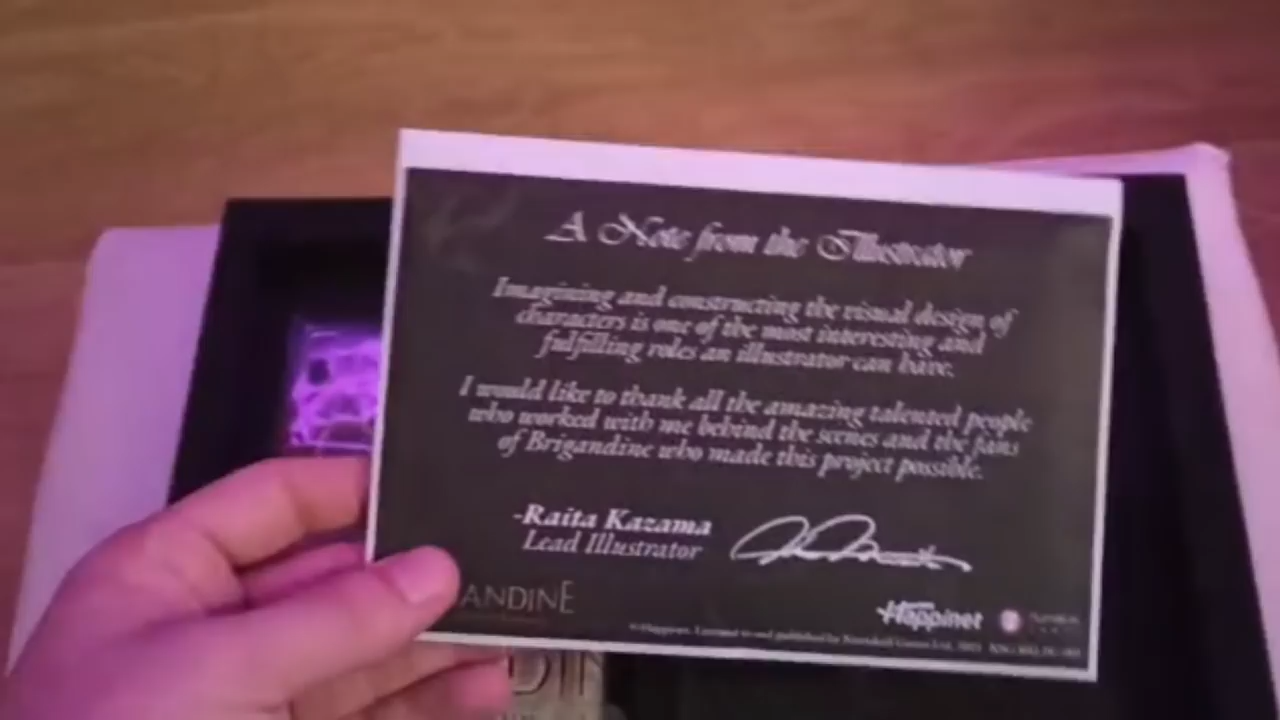 A Note from the Illustrator
Imagining and constructing the visual design of
characters is one of the most interesting and
fulfilling roles an illustrator can have.
I would like to thank all the amazing talented people
who worked with me behind the scenes and the fans
of Brigandine who made this project possible.
-Raita Kazama
Lead Illustrator
ANDINE
Happinet
DIN